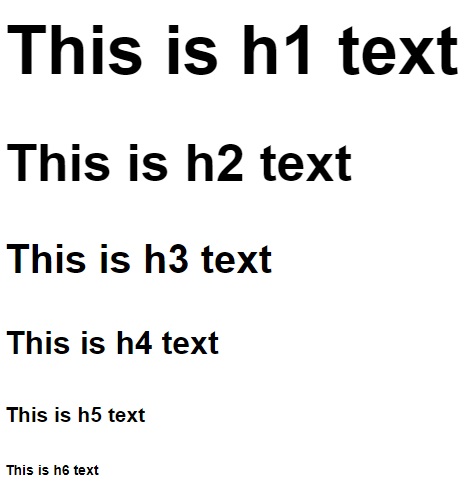 This is h1 text
This is h2 text
This is h3 text
This is h4 text
This is h5 text
This is h6 text